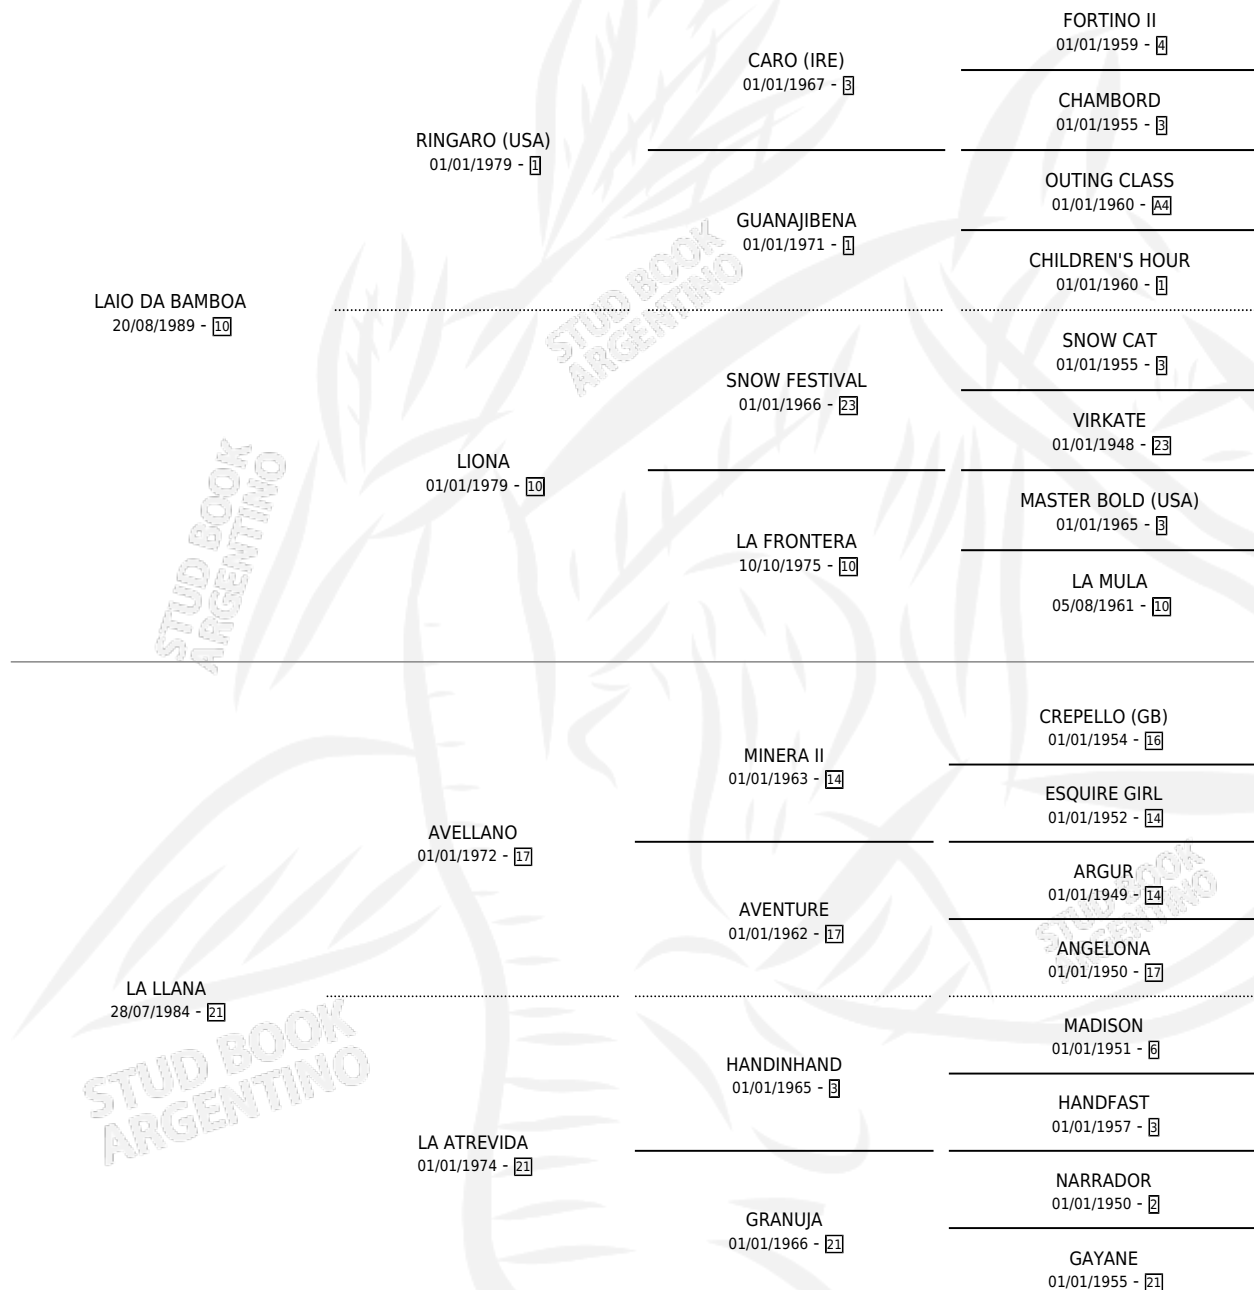 FORTINO II
01/01/1959 - 4
CARO (IRE)
01/01/1967 - 3
CHAMBORD
01/01/1955 - 3
RINGARO (USA)
01/01/1979 - 1
OUTING CLASS
01/01/1960 - A4
GUANAJIBENA
01/01/1971 - 1
CHILDREN'S HOUR
01/01/1960 - 1
LAIO DA BAMBOA
20/08/1989 - 10
SNOW CAT
01/01/1955 - 3
SNOW FESTIVAL
01/01/1966 - 23
VIRKATE
01/01/1948 - 23
LIONA
01/01/1979 - 10
MASTER BOLD (USA)
01/01/1965 - 3
LA FRONTERA
10/10/1975 - 10
LA MULA
05/08/1961 - 10
CREPELLO (GB)
01/01/1954 - 16
MINERA II
01/01/1963 - 14
ESQUIRE GIRL
01/01/1952 - 14
AVELLANO
01/01/1972 - 17
ARGUR
01/01/1949 - 14
AVENTURE
01/01/1962 - 17
ANGELONA
01/01/1950 - 17
LA LLANA
28/07/1984 - 21
MADISON
01/01/1951 - 6
HANDINHAND
01/01/1965 - 3
HANDFAST
01/01/1957 - 3
LA ATREVIDA
01/01/1974 - 21
NARRADOR
01/01/1950 - 2
GRANUJA
01/01/1966 - 21
GAYANE
01/01/1955 - 21
STUD BOOK
ARGENTINO
STUD BOOK
ARGENTINO
STUD BOOK
ARGENTINO
STUD BOOK
ARGENTINO